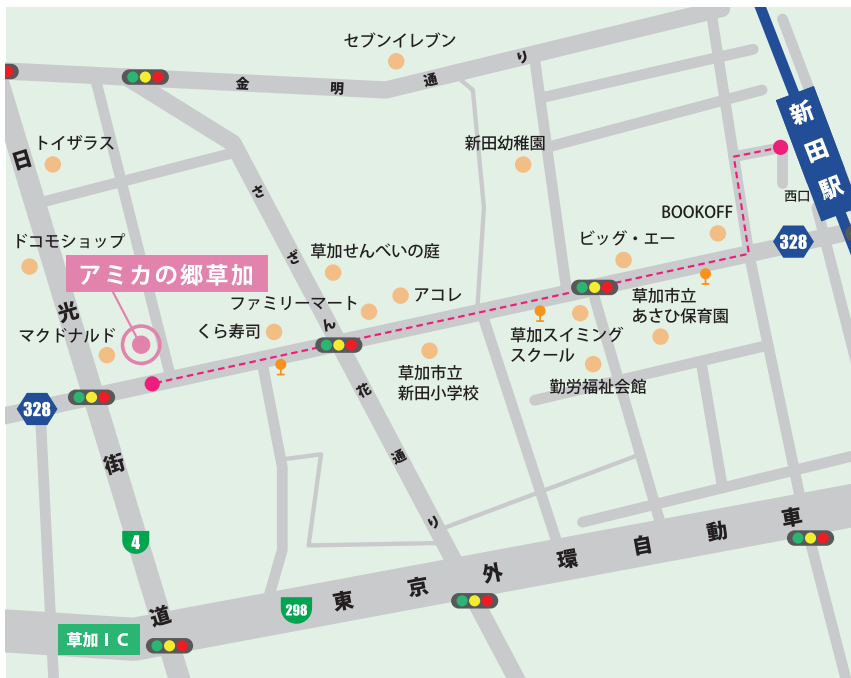 セブンイレブン
金明通り
トイザラス
新田幼稚園
新田駅
西口
BOOKOFF
ドコモショップ
草加せんべいの庭
ビッグ・エー
328
アミカの郷草加
ファミリーマート
アコレ
草加市立
あさひ保育園
マクドナルド
くら寿司
草加スイミング
スクール
草加市立
新田小学校
勤労福祉会館
328
さざん花通り
日光街道
4
298
東京外環自動車
草加IC